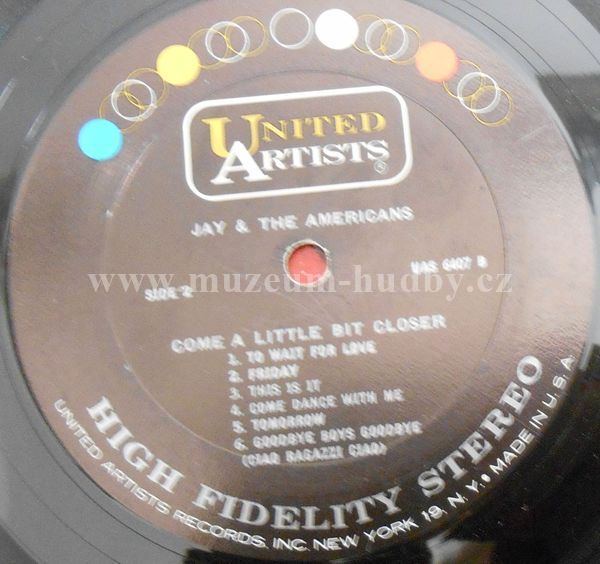 UNITED
ARTISTS
®
JAY & THE AMERICANS
SIDE 2
UAS 6407 B
www.muzeum-hudby.cz
COME A LITTLE BIT CLOSER
1. TO WAIT FOR LOVE
2. FRIDAY
3. THIS IS IT
4. COME DANCE WITH ME
5. TOMORROW
6. GOODBYE BOYS GOODBYE
(CIAO RAGAZZI CIAO)
HIGH FIDELITY STEREO
UNITED ARTISTS RECORDS, INC. NEW YORK 19, N.Y. • MADE IN U.S.A.